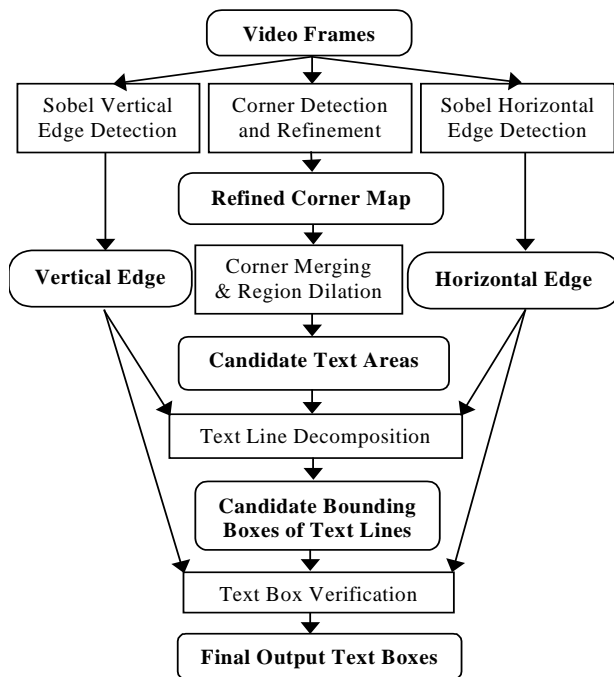 Video Frames
Sobel Vertical
Edge Detection
Corner Detection
and Refinement
Sobel Horizontal
Edge Detection
Refined Corner Map
Vertical Edge
Corner Merging
& Region Dilation
Horizontal Edge
Candidate Text Areas
Text Line Decomposition
Candidate Bounding
Boxes of Text Lines
Text Box Verification
Final Output Text Boxes